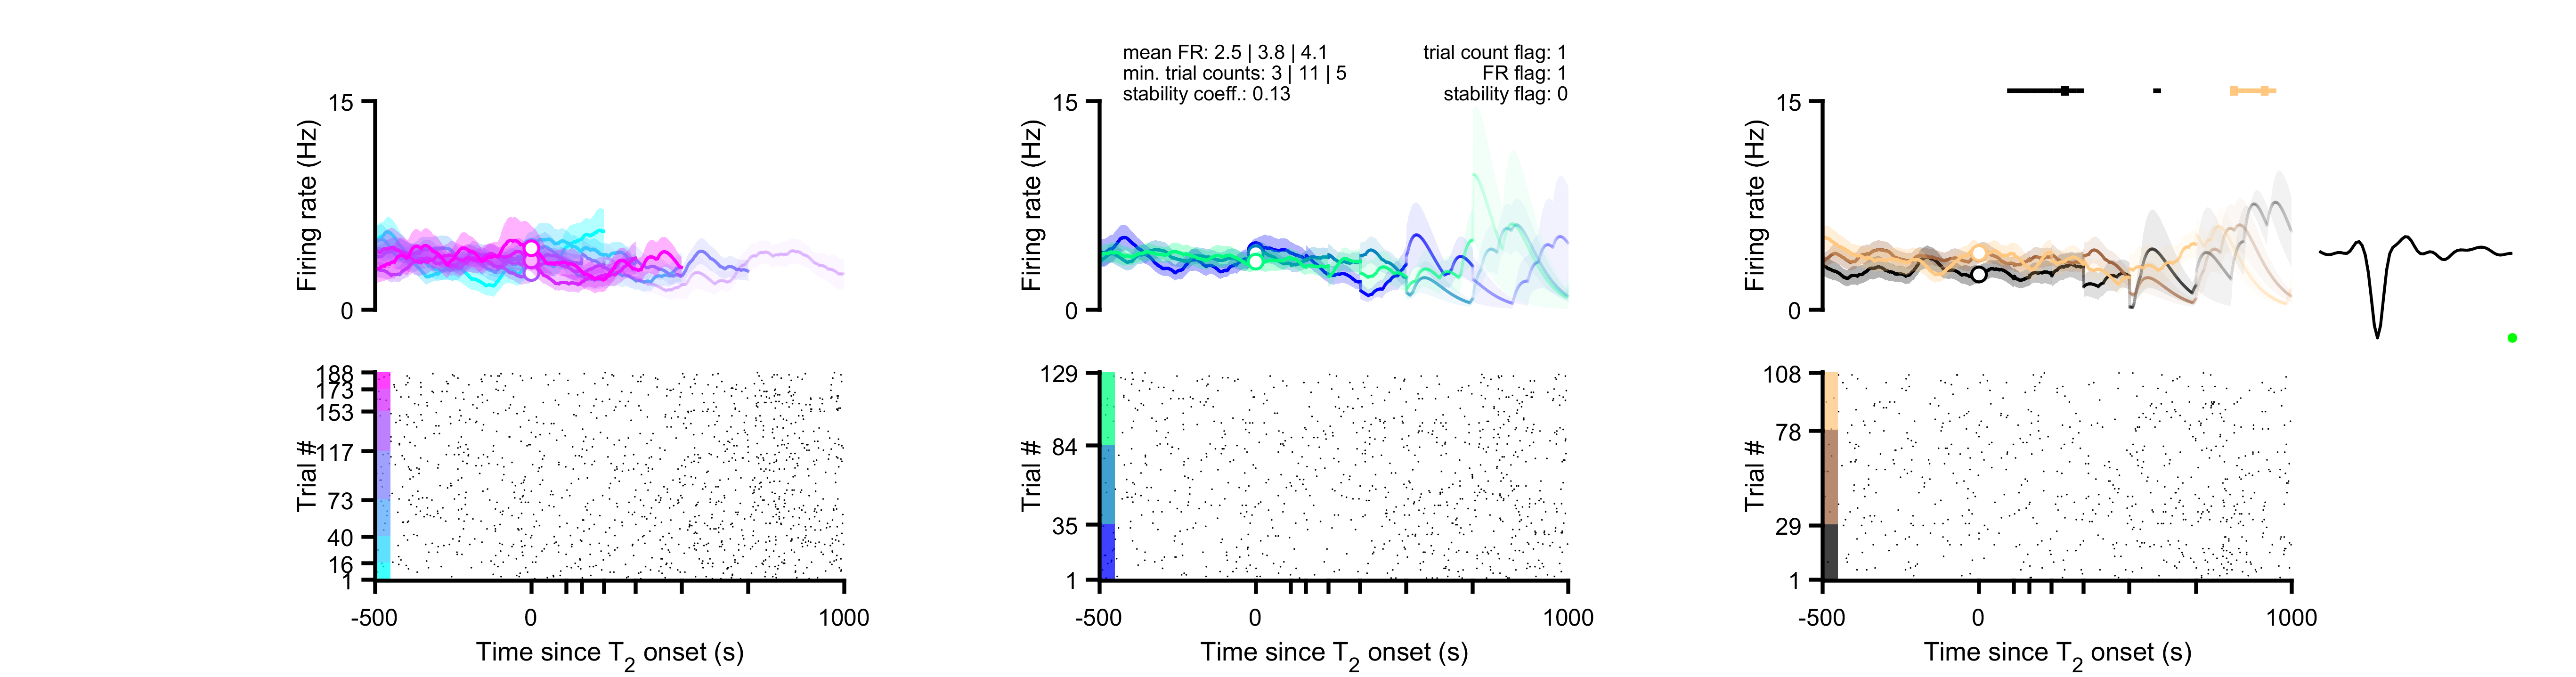 mean FR: 2.5 | 3.8 | 4.1
min. trial counts: 3 | 11 | 5
stability coeff.: 0.13
trial count flag: 1
FR flag: 1
stability flag: 0
15
Firing rate (Hz)
0
15
Firing rate (Hz)
0
15
Firing rate (Hz)
0
188
173
153
117
73
40
16
1
Trial #
-500
0
1000
Time since T2 onset (s)
129
84
35
1
Trial #
-500
0
1000
Time since T2 onset (s)
108
78
29
1
Trial #
-500
0
1000
Time since T2 onset (s)